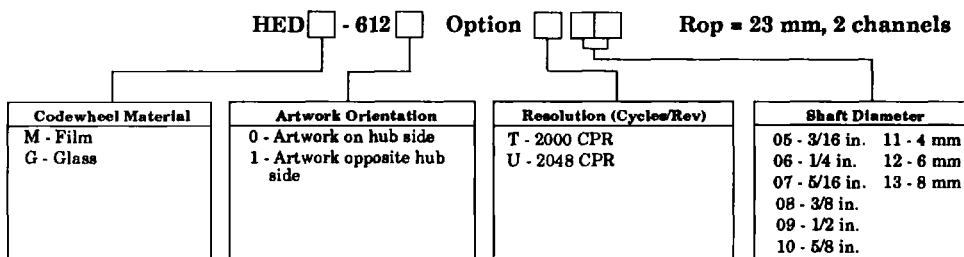 HED - 612 Option Rop = 23 mm, 2 channels
Codewheel Material
M - Film
G - Glass
Artwork Orientation
0 - Artwork on hub side
1 - Artwork opposite hub
side
Resolution (Cycles/Rev)
T - 2000 CPR
U - 2048 CPR
Shaft Diameter
05 - 3/16 in. 11 - 4 mm
06 - 1/4 in. 12 - 6 mm
07 - 5/16 in. 13 - 8 mm
08 - 3/8 in.
09 - 1/2 in.
10 - 5/8 in.